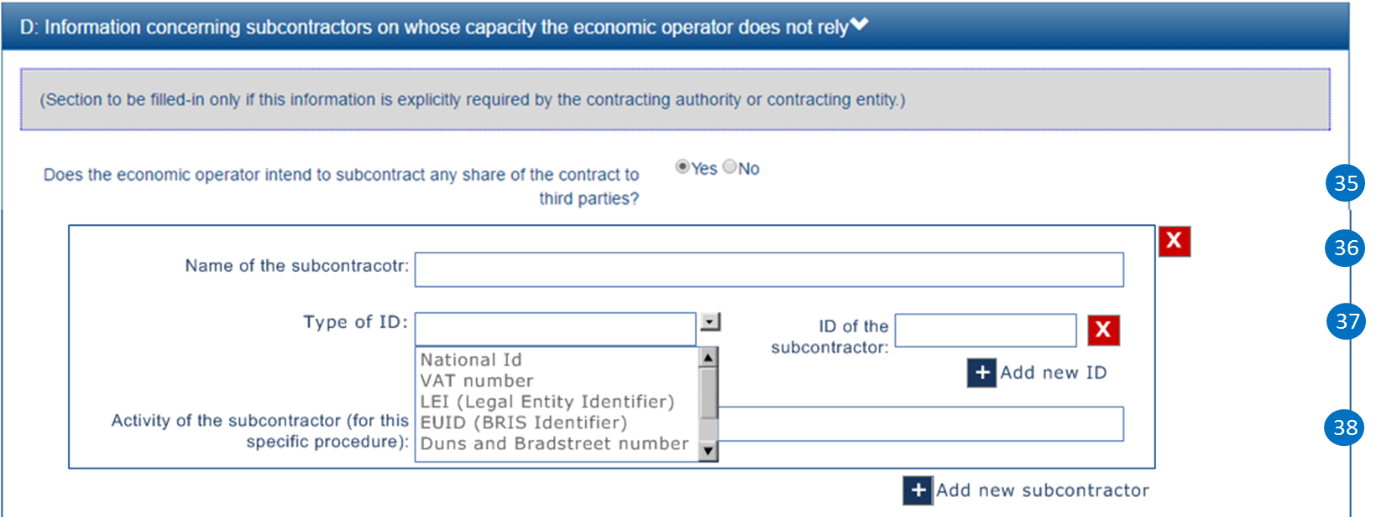 D: Information concerning subcontractors on whose capacity the economic operator does not rely
(Section to be filled-in only if this information is explicitly required by the contracting authority or contracting entity.)
Does the economic operator intend to subcontract any share of the contract to
third parties?
Yes No
35
X
36
Name of the subcontracotr:
Type of ID:
ID of the
subcontractor:
X
37
National Id
VAT number
LEI (Legal Entity Identifier)
EUID (BRIS Identifier)
Duns and Bradstreet number
+ Add new ID
Activity of the subcontractor (for this
specific procedure):
38
+ Add new subcontractor